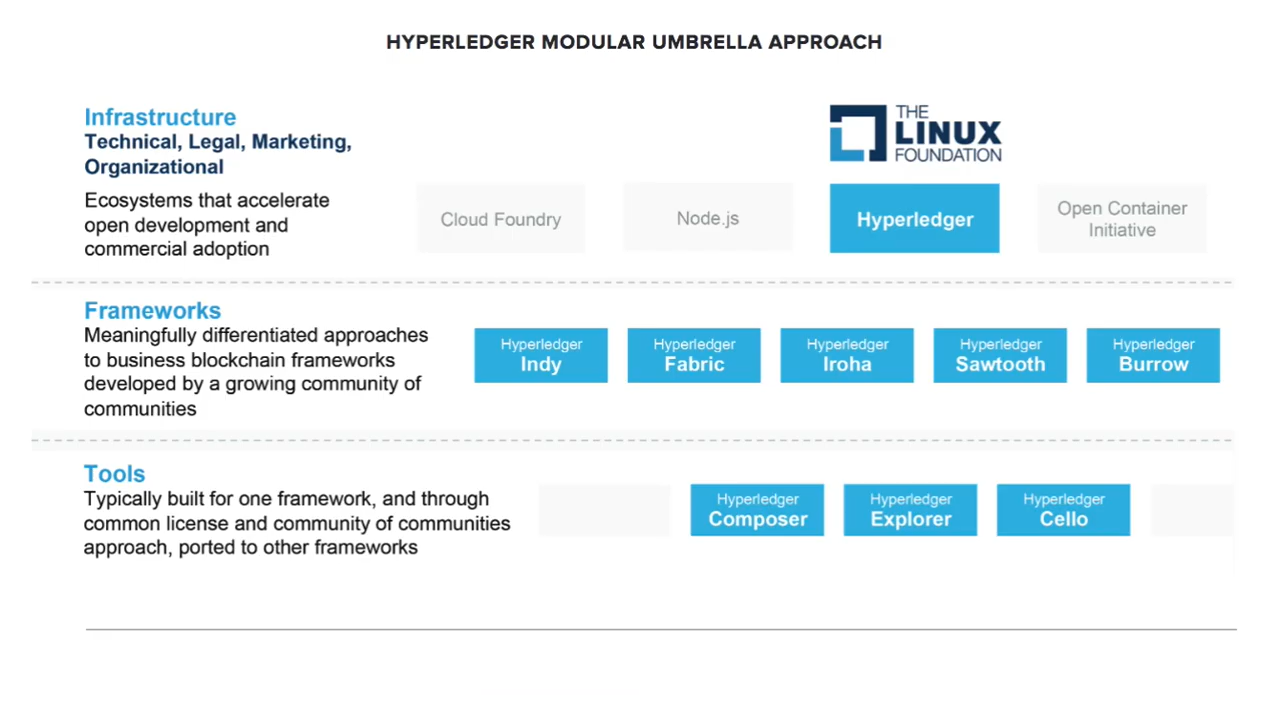 HYPERLEDGER MODULAR UMBRELLA APPROACH
Infrastructure
Technical, Legal, Marketing,
Organizational
Ecosystems that accelerate
open development and
commercial adoption
THE
LINUX
FOUNDATION
Cloud Foundry
Node.js
Hyperledger
Open Container
Initiative
Frameworks
Meaningfully differentiated approaches
to business blockchain frameworks
developed by a growing community of
communities
Hyperledger
Indy
Hyperledger
Fabric
Hyperledger
Iroha
Hyperledger
Sawtooth
Hyperledger
Burrow
Tools
Typically built for one framework, and through
common license and community of communities
approach, ported to other frameworks
Hyperledger
Composer
Hyperledger
Explorer
Hyperledger
Cello